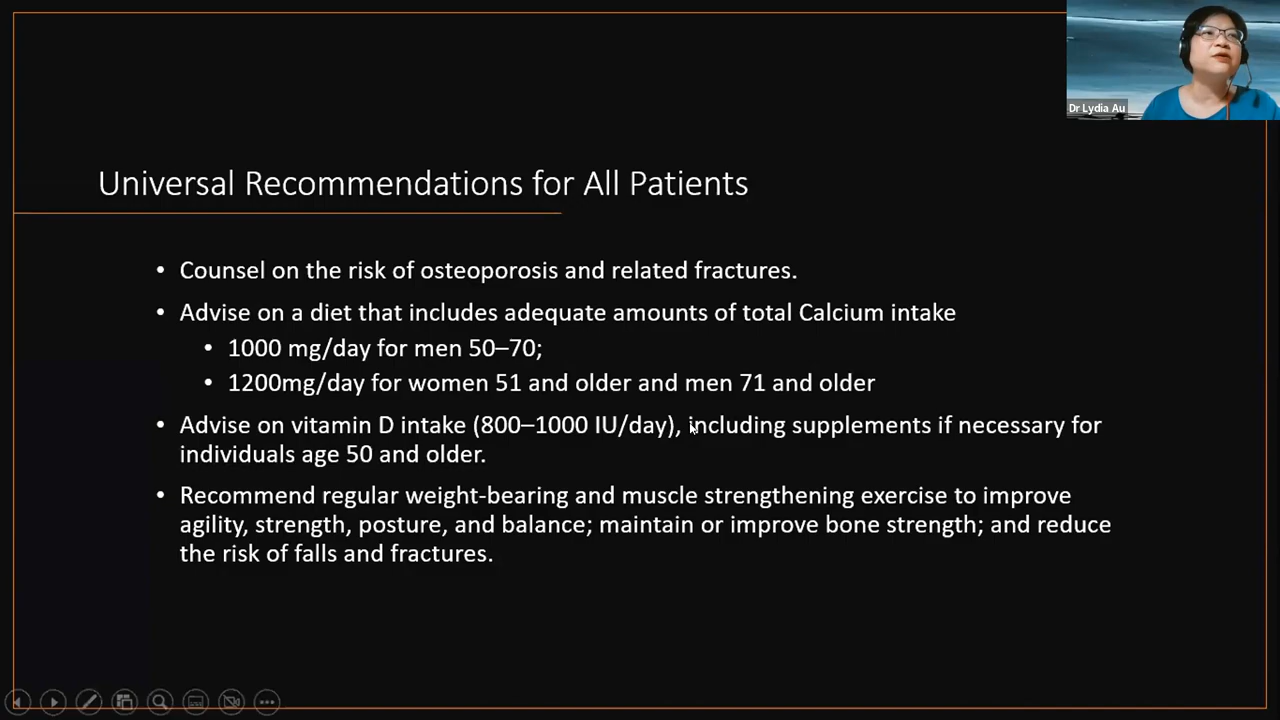 Dr Lydia Au
Universal Recommendations for All Patients
• Counsel on the risk of osteoporosis and related fractures.
• Advise on a diet that includes adequate amounts of total Calcium intake
• 1000 mg/day for men 50–70;
• 1200mg/day for women 51 and older and men 71 and older
• Advise on vitamin D intake (800–1000 IU/day), including supplements if necessary for
individuals age 50 and older.
• Recommend regular weight-bearing and muscle strengthening exercise to improve
agility, strength, posture, and balance; maintain or improve bone strength; and reduce
the risk of falls and fractures.